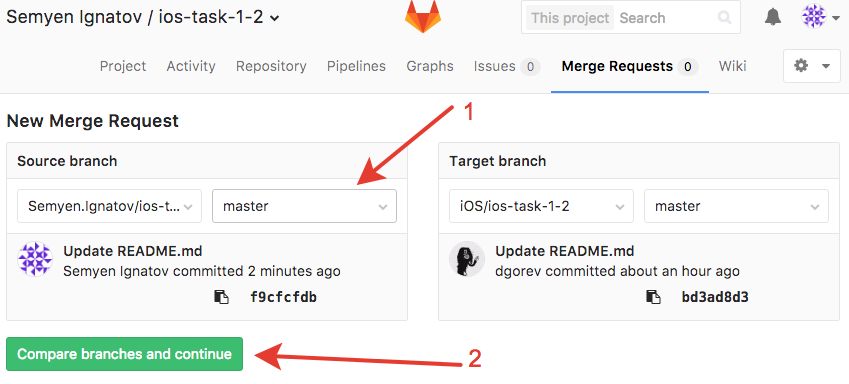 Semyen Ignatov / ios-task-1-2
This project Search
Project Activity Repository Pipelines Graphs Issues 0 Merge Requests 0 Wiki
1
New Merge Request
Source branch
Target branch
Semyen.Ignatov/ios-t... master
iOS/ios-task-1-2 master
Update README.md
Semyen Ignatov committed 2 minutes ago
f9cfcfdb
Update README.md
dgorev committed about an hour ago
bd3ad8d3
Compare branches and continue
2